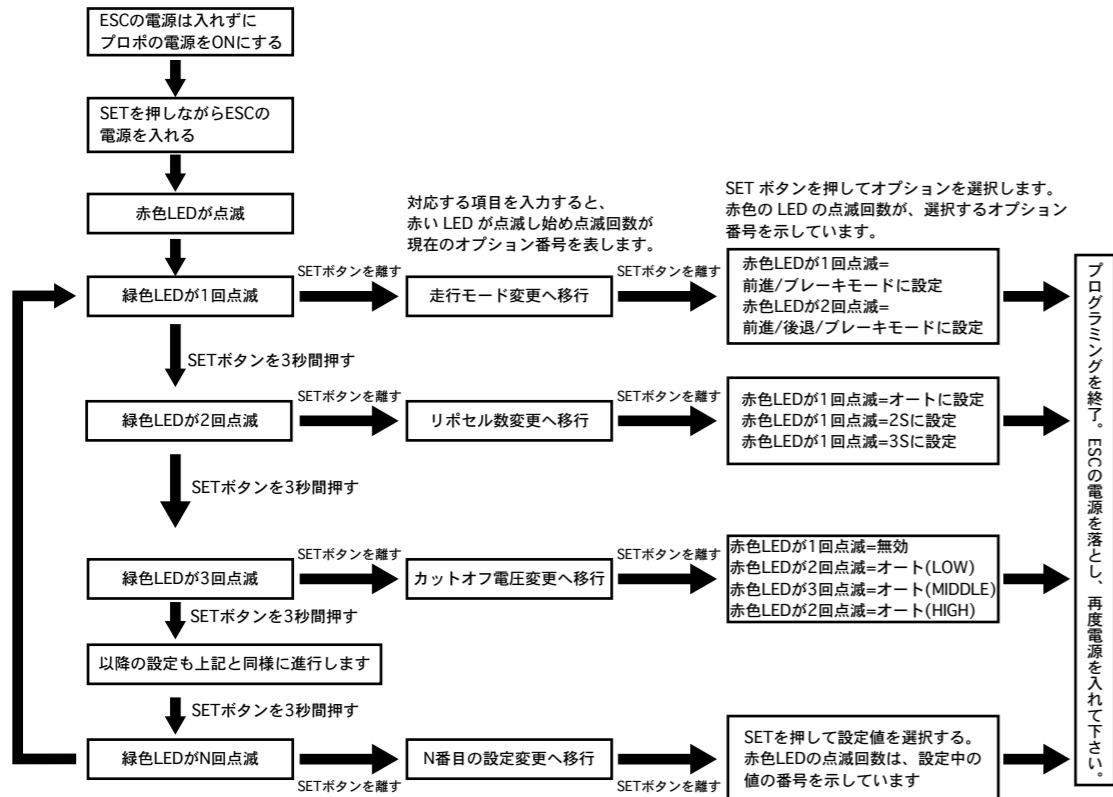 ESCの電源は入れずに
プロポの電源をONにする
SETを押しながらESCの
電源を入れる
赤色LEDが点滅
対応する項目を入力すると、
赤い LED が点滅し始め点滅回数が
現在のオプション番号を表します。
SET ボタンを押してオプションを選択します。
赤色の LED の点滅回数が、選択するオプション
番号を示しています。
緑色LEDが1回点滅
SETボタンを離す
走行モード変更へ移行
SETボタンを離す
赤色LEDが1回点滅=
前進/ブレーキモードに設定
赤色LEDが2回点滅=
前進/後退/ブレーキモードに設定
SETボタンを3秒間押す
緑色LEDが2回点滅
SETボタンを離す
リポセル数変更へ移行
SETボタンを離す
赤色LEDが1回点滅=オートに設定
赤色LEDが1回点滅=2Sに設定
赤色LEDが1回点滅=3Sに設定
SETボタンを3秒間押す
緑色LEDが3回点滅
SETボタンを離す
カットオフ電圧変更へ移行
SETボタンを離す
赤色LEDが1回点滅=無効
赤色LEDが2回点滅=オート(LOW)
赤色LEDが3回点滅=オート(MIDDLE)
赤色LEDが2回点滅=オート(HIGH)
SETボタンを3秒間押す
以降の設定も上記と同様に進行します
SETボタンを3秒間押す
緑色LEDがN回点滅
SETボタンを離す
N番目の設定変更へ移行
SETボタンを離す
SETを押して設定値を選択する。
赤色LEDの点滅回数は、設定中の
値の番号を示しています
プログラミングを終了。ESCの電源を落とし、再度電源を入れて下さい。